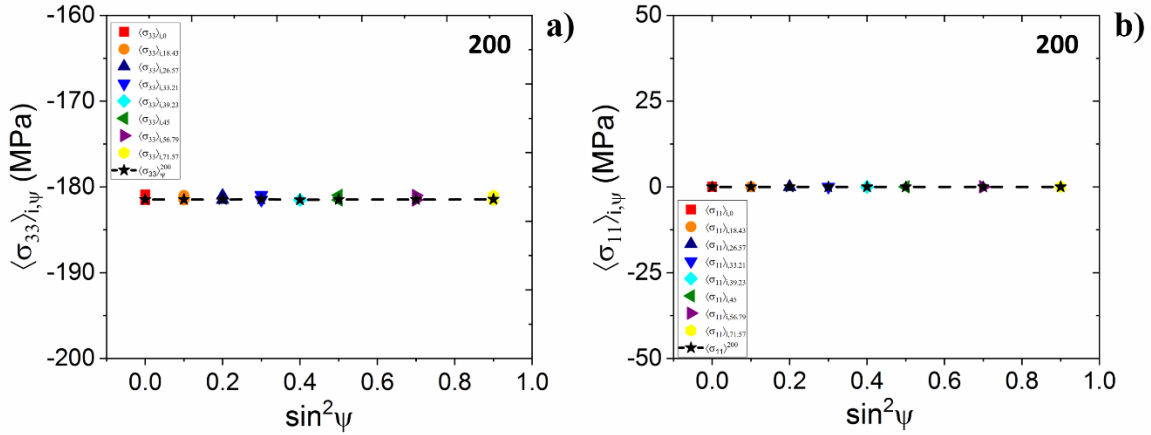 a)
200
-160
-170
-180
-190
-200
⟨σ33⟩i,ψ (MPa)
⟨σ33⟩i,0
⟨σ33⟩i,18.43
⟨σ33⟩i,26.57
⟨σ33⟩i,33.21
⟨σ33⟩i,39.23
⟨σ33⟩i,45
⟨σ33⟩i,56.79
⟨σ33⟩i,71.57
⟨σ33⟩ψ^200
0.0 0.2 0.4 0.6 0.8 1.0
sin²ψ
b)
200
50
25
0
-25
-50
⟨σ11⟩i,ψ (MPa)
⟨σ11⟩i,0
⟨σ11⟩i,18.43
⟨σ11⟩i,26.57
⟨σ11⟩i,33.21
⟨σ11⟩i,39.23
⟨σ11⟩i,45
⟨σ11⟩i,56.79
⟨σ11⟩i,71.57
⟨σ11⟩^200
0.0 0.2 0.4 0.6 0.8 1.0
sin²ψ